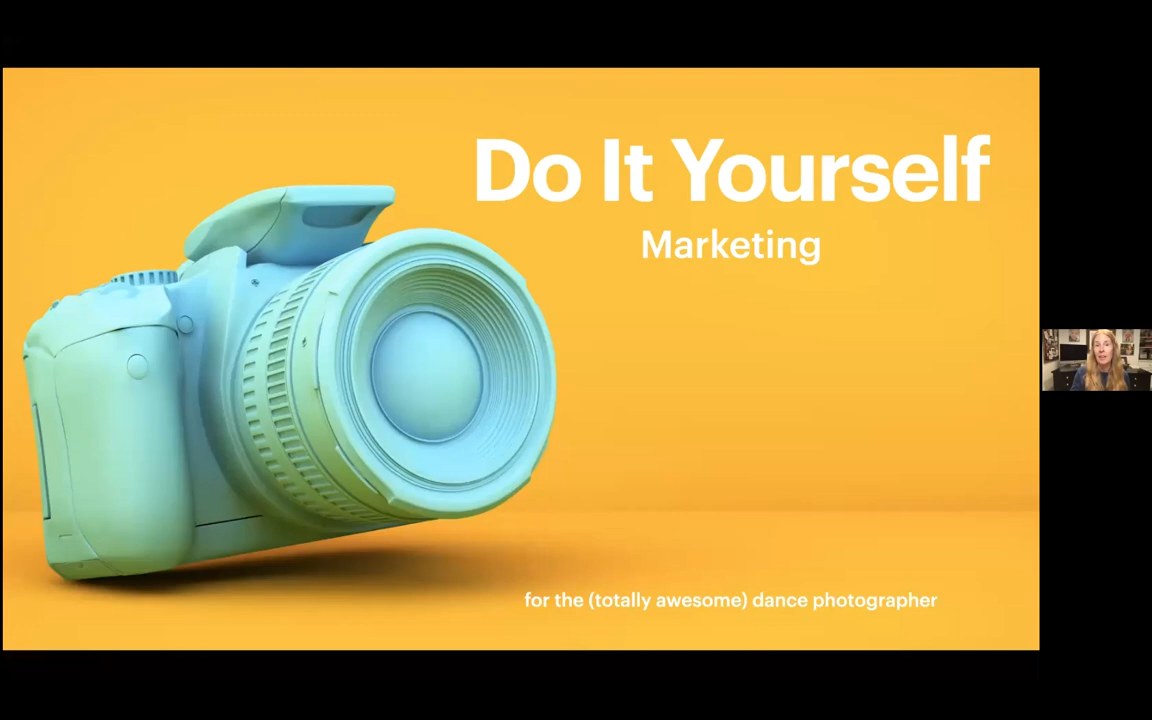 Do It Yourself
Marketing
for the (totally awesome) dance photographer